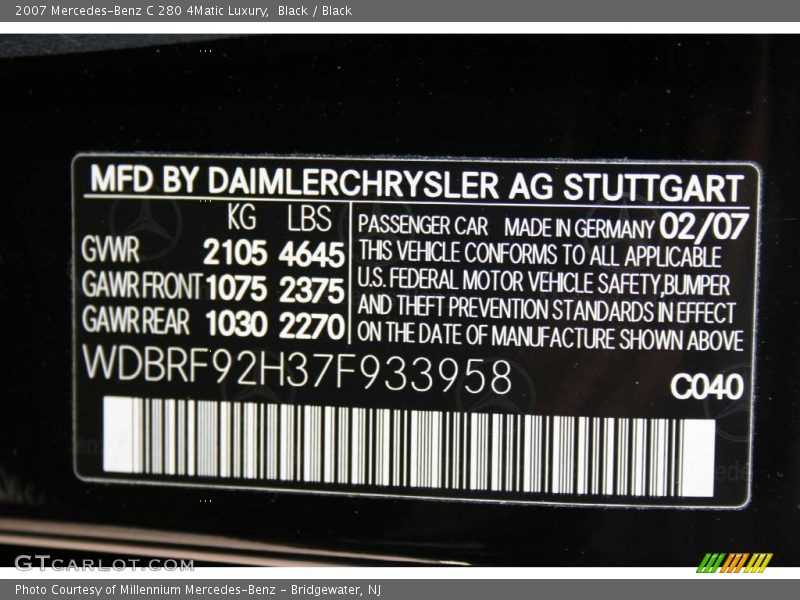 2007 Mercedes-Benz C 280 4Matic Luxury,  Black / Black
MFD BY DAIMLERCHRYSLER AG STUTTGART
KG LBS
GVWR 2105 4645
GAWR FRONT 1075 2375
GAWR REAR 1030 2270
PASSENGER CAR MADE IN GERMANY 02/07
THIS VEHICLE CONFORMS TO ALL APPLICABLE
U.S. FEDERAL MOTOR VEHICLE SAFETY,BUMPER
AND THEFT PREVENTION STANDARDS IN EFFECT
ON THE DATE OF MANUFACTURE SHOWN ABOVE
WDBRF92H37F933958
C040
GTCARLOT.COM
Photo Courtesy of Millennium Mercedes-Benz - Bridgewater, NJ